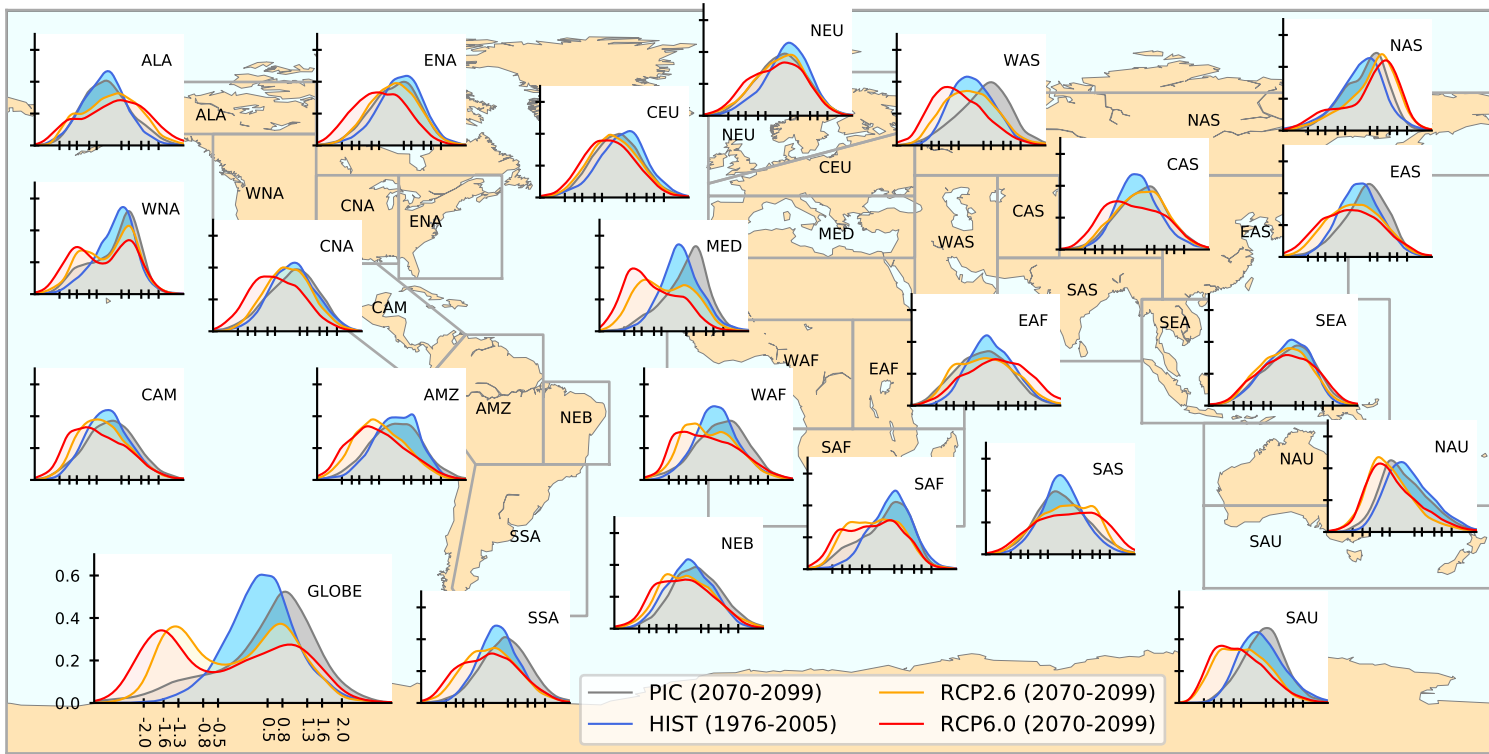 NEU
NAS
ALA
ENA
WAS
CEU
ALA
NAS
NEU
CAS
CEU
EAS
WNA
WNA
CNA
CAS
ENA
CNA
MED
MED
WAS
EAS
CAM
SAS
EAF
SEA
SEA
WAF
EAF
CAM
AMZ
WAF
AMZ
NEB
SAF
NAU
NAU
SAS
SAF
SSA
NEB
SAU
0.6
GLOBE
0.4
0.2
0.0
SSA
SAU
-2.0
-1.6
-1.3
-0.8
-0.5
0.5
0.8
1.3
1.6
2.0
PIC (2070-2099)
RCP2.6 (2070-2099)
HIST (1976-2005)
RCP6.0 (2070-2099)